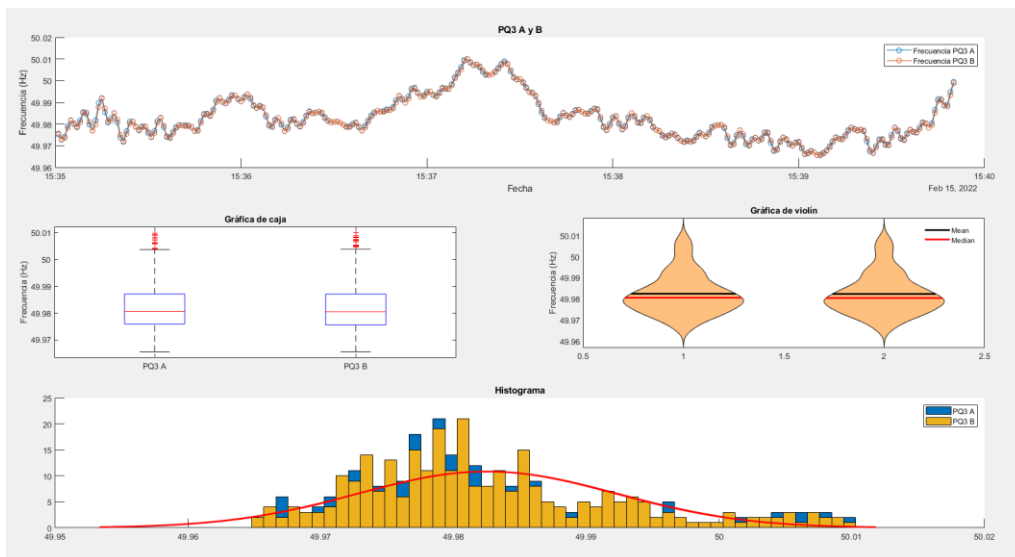 PQ3 A y B
50.02
50.01
50
49.99
49.98
49.97
49.96
Frecuencia (Hz)
Frecuencia PQ3 A
Frecuencia PQ3 B
15:35
15:36
15:37
15:38
15:39
15:40
Fecha
Feb 15, 2022
Gráfica de caja
50.01
50
49.99
49.98
49.97
Frecuencia (Hz)
PQ3 A
PQ3 B
Gráfica de violín
50.01
50
49.99
49.98
49.97
49.96
Frecuencia (Hz)
Mean
Median
0.5
1
1.5
2
2.5
Histograma
25
20
15
10
5
0
PQ3 A
PQ3 B
49.95
49.96
49.97
49.98
49.99
50
50.01
50.02